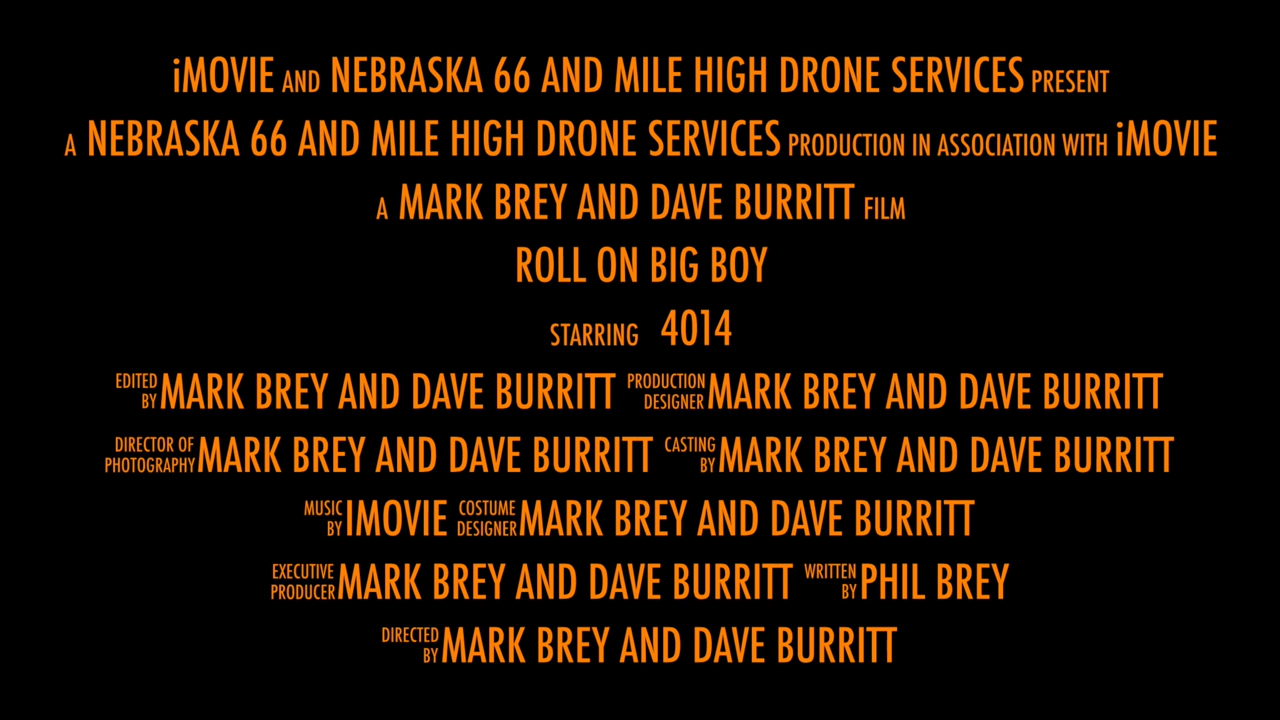 iMOVIE AND NEBRASKA 66 AND MILE HIGH DRONE SERVICES PRESENT
A NEBRASKA 66 AND MILE HIGH DRONE SERVICES PRODUCTION IN ASSOCIATION WITH iMOVIE
A MARK BREY AND DAVE BURRITT FILM
ROLL ON BIG BOY
STARRING 4014
EDITED BY MARK BREY AND DAVE BURRITT PRODUCTION DESIGNER MARK BREY AND DAVE BURRITT
DIRECTOR OF PHOTOGRAPHY MARK BREY AND DAVE BURRITT CASTING BY MARK BREY AND DAVE BURRITT
MUSIC BY IMOVIE COSTUME DESIGNER MARK BREY AND DAVE BURRITT
EXECUTIVE PRODUCER MARK BREY AND DAVE BURRITT WRITTEN BY PHIL BREY
DIRECTED BY MARK BREY AND DAVE BURRITT